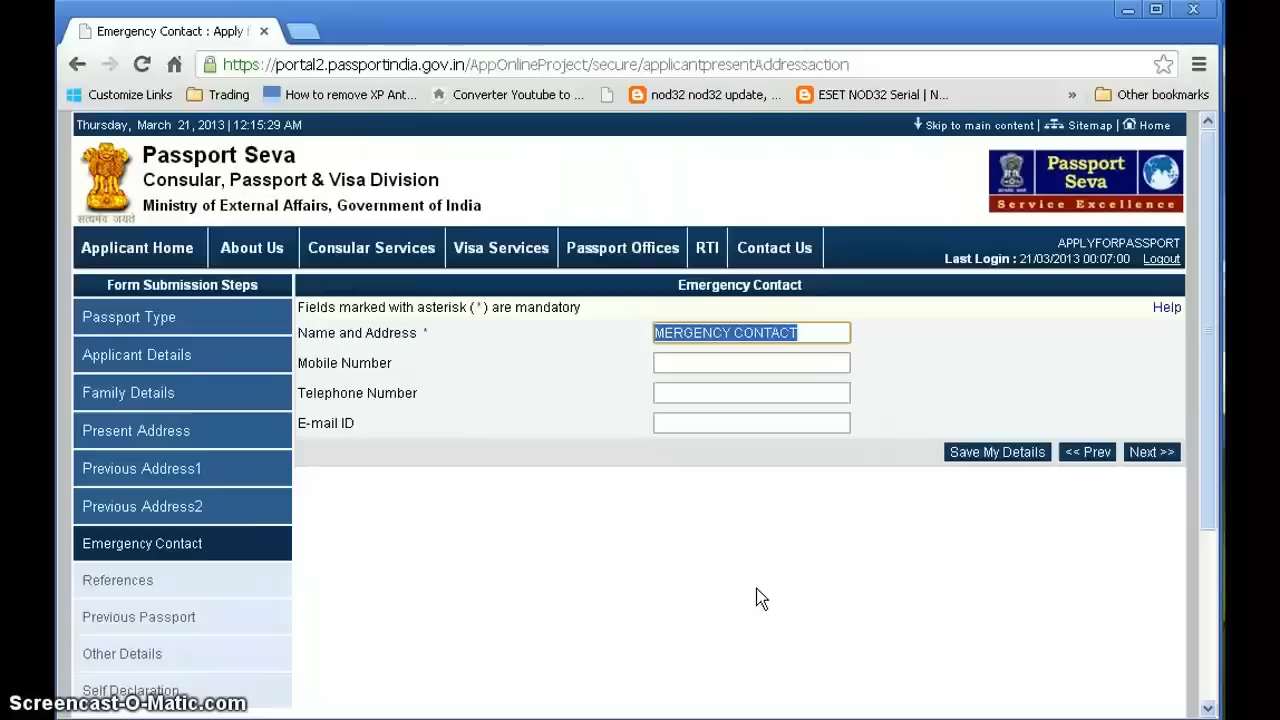 Emergency Contact : Apply f
https://portal2.passportindia.gov.in/AppOnlineProject/secure/applicantpresentAddressaction
Customize Links Trading How to remove XP Ant... Converter Youtube to ... nod32 nod32 update, ... ESET NOD32 Serial | N... » Other bookmarks
Thursday, March 21, 2013 | 12:15:29 AM Skip to main content | Sitemap | Home
Passport Seva
Consular, Passport & Visa Division
Ministry of External Affairs, Government of India
सत्यमेव जयते
Passport
Seva
Service Excellence
Applicant Home About Us Consular Services Visa Services Passport Offices RTI Contact Us
APPLYFORPASSPORT
Last Login : 21/03/2013 00:07:00 Logout
Form Submission Steps
Passport Type
Applicant Details
Family Details
Present Address
Previous Address1
Previous Address2
Emergency Contact
References
Previous Passport
Other Details
Self Declaration
Emergency Contact
Fields marked with asterisk (*) are mandatory Help
Name and Address * MERGENCY CONTACT
Mobile Number
Telephone Number
E-mail ID
Save My Details << Prev Next >>
Screencast-O-Matic.com